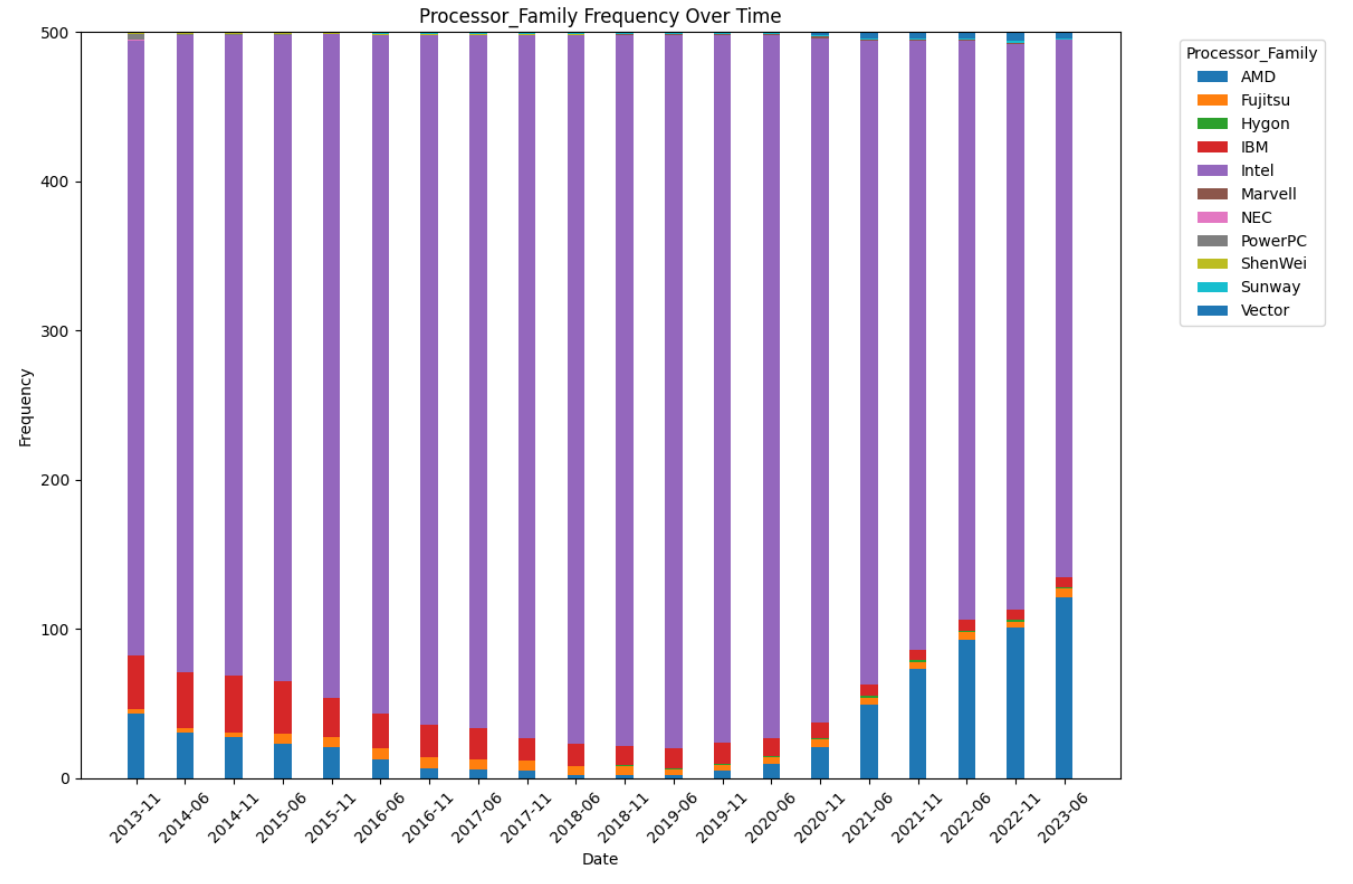 Processor_Family Frequency Over Time
500
400
300
200
100
0
Frequency
2013-11
2014-06
2014-11
2015-06
2015-11
2016-06
2016-11
2017-06
2017-11
2018-06
2018-11
2019-06
2019-11
2020-06
2020-11
2021-06
2021-11
2022-06
2022-11
2023-06
Date
Processor_Family
AMD
Fujitsu
Hygon
IBM
Intel
Marvell
NEC
PowerPC
ShenWei
Sunway
Vector